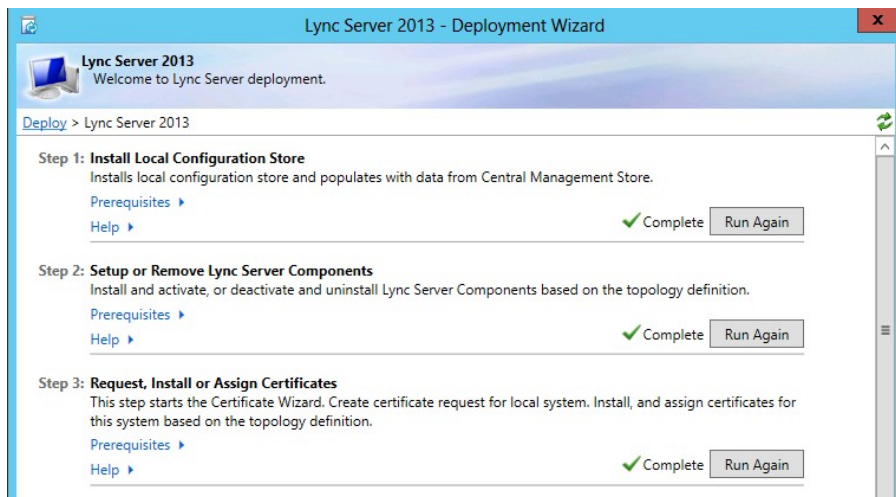 Lync Server 2013 - Deployment Wizard
x
Lync Server 2013
Welcome to Lync Server deployment.
Deploy > Lync Server 2013
Step 1: Install Local Configuration Store
Installs local configuration store and populates with data from Central Management Store.
Prerequisites
Help
Complete Run Again
Step 2: Setup or Remove Lync Server Components
Install and activate, or deactivate and uninstall Lync Server Components based on the topology definition.
Prerequisites
Help
Complete Run Again
Step 3: Request, Install or Assign Certificates
This step starts the Certificate Wizard. Create certificate request for local system. Install, and assign certificates for
this system based on the topology definition.
Prerequisites
Help
Complete Run Again